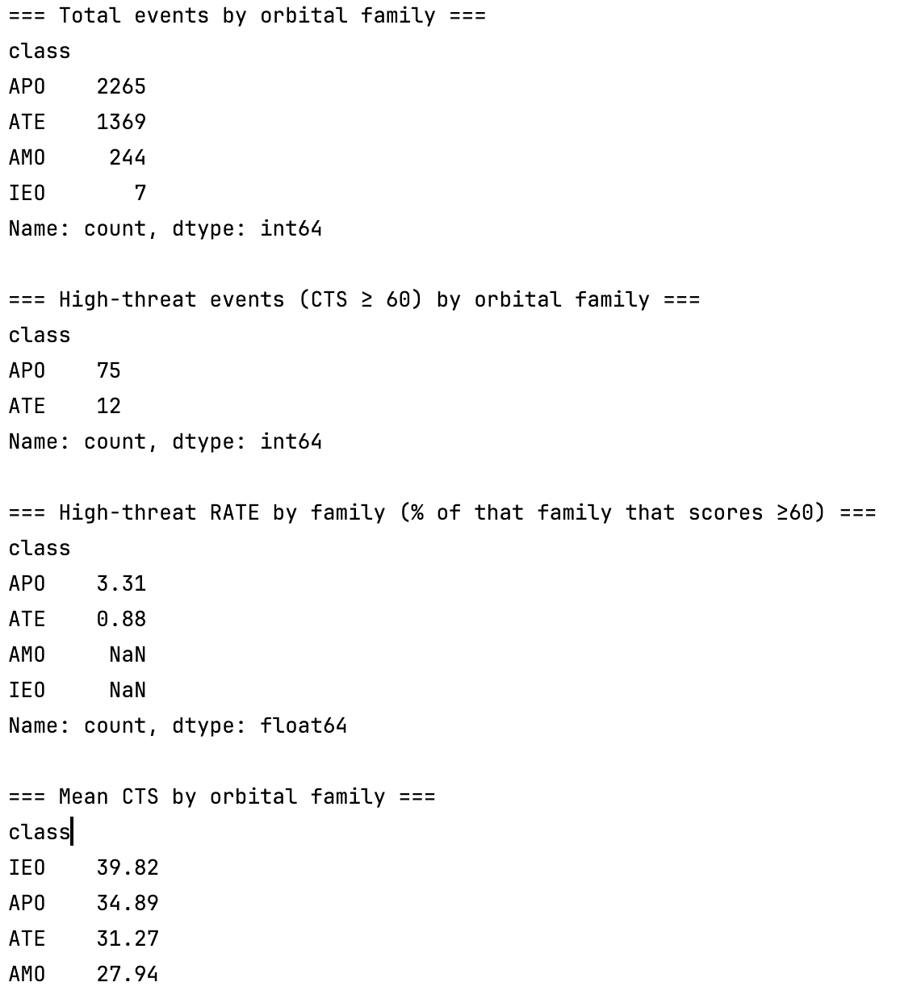 === Total events by orbital family ===
class
APO    2265
ATE    1369
AMO     244
IEO       7
Name: count, dtype: int64

=== High-threat events (CTS ≥ 60) by orbital family ===
class
APO    75
ATE    12
Name: count, dtype: int64

=== High-threat RATE by family (% of that family that scores ≥60) ===
class
APO    3.31
ATE    0.88
AMO     NaN
IEO     NaN
Name: count, dtype: float64

=== Mean CTS by orbital family ===
class
IEO    39.82
APO    34.89
ATE    31.27
AMO    27.94